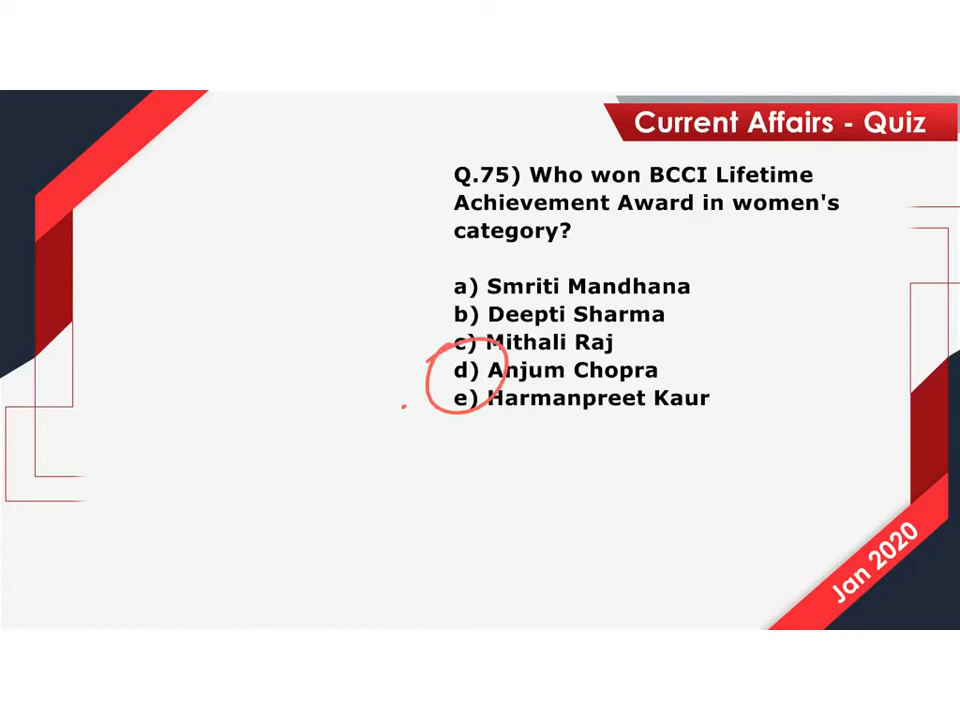 Current Affairs - Quiz
Q.75) Who won BCCI Lifetime
Achievement Award in women's
category?
a) Smriti Mandhana
b) Deepti Sharma
c) Mithali Raj
d) Anjum Chopra
e) Harmanpreet Kaur
Jan 2020